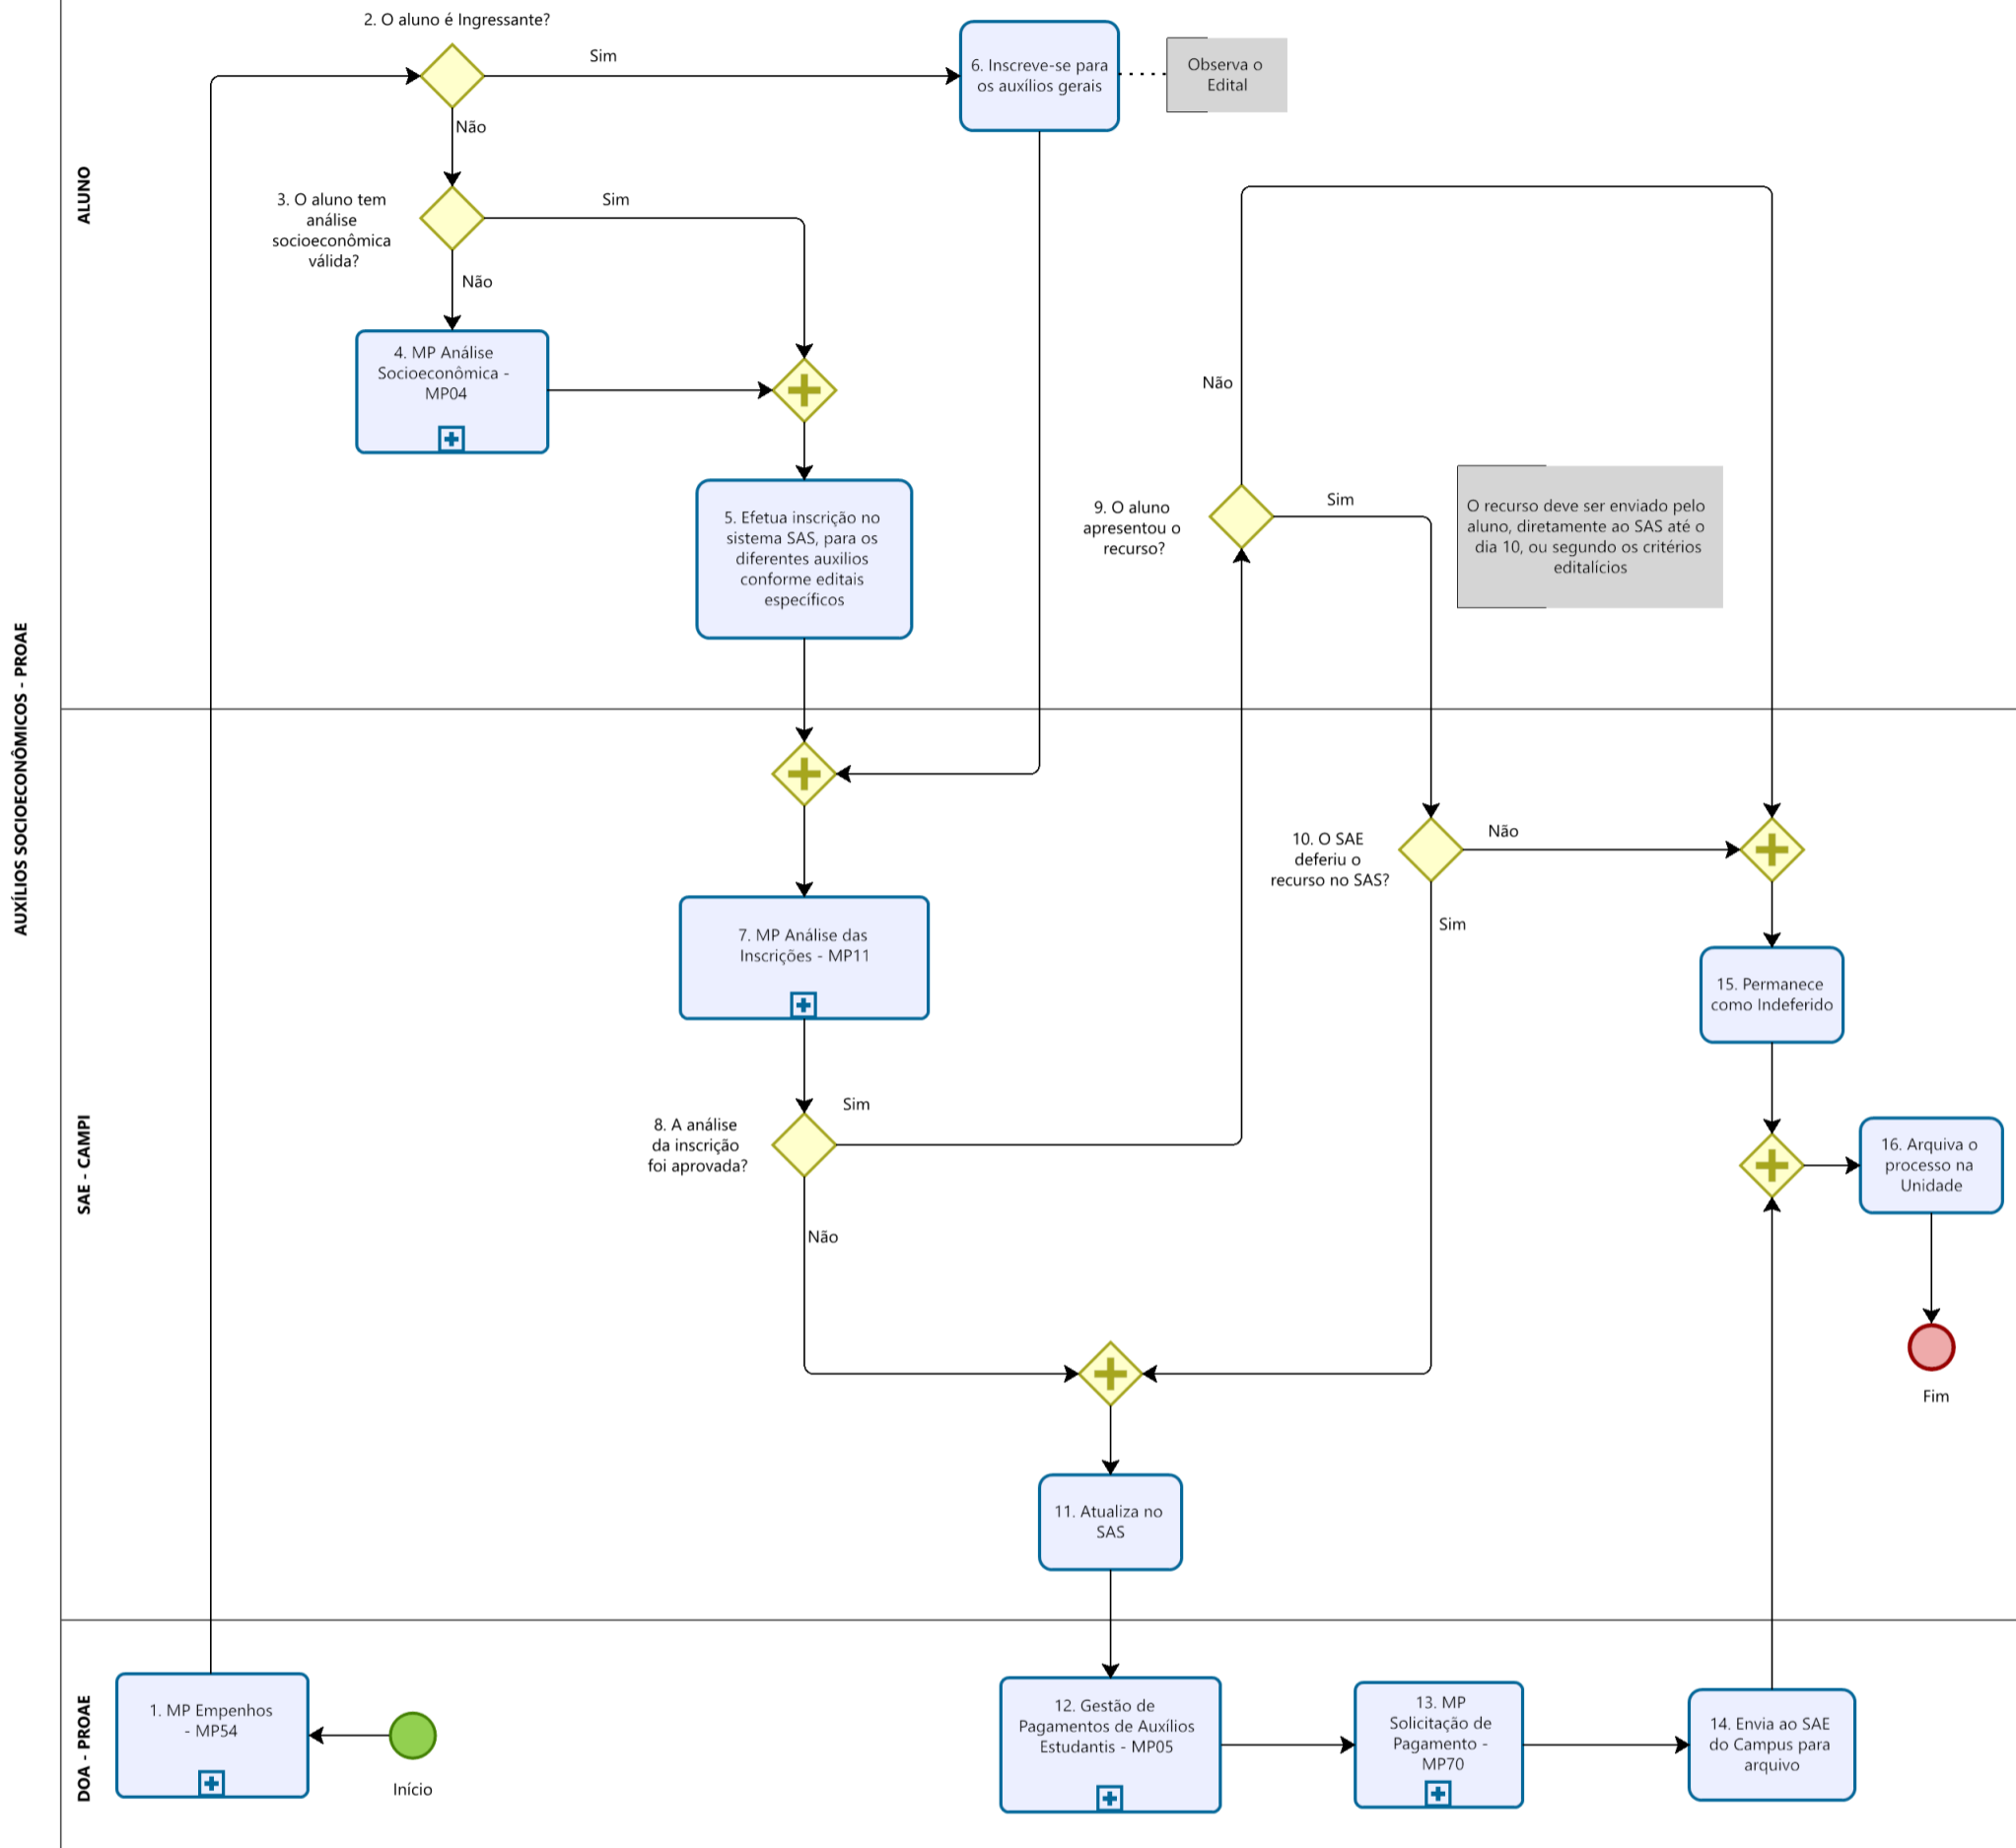 AUXÍLIOS SOCIOECONÔMICOS - PROAE
ALUNO
2. O aluno é Ingressante?
Sim
Não
6. Inscreve-se para
os auxílios gerais
Observa o
Edital
3. O aluno tem
análise
socioeconômica
válida?
Sim
Não
4. MP Análise
Socioeconômica -
MP04
5. Efetua inscrição no
sistema SAS, para os
diferentes auxilios
conforme editais
específicos
Não
9. O aluno
apresentou o
recurso?
Sim
O recurso deve ser enviado pelo
aluno, diretamente ao SAS até o
dia 10, ou segundo os critérios
editalícios
SAE - CAMPI
10. O SAE
deferiu o
recurso no SAS?
Não
Sim
7. MP Análise das
Inscrições - MP11
15. Permanece
como Indeferido
8. A análise
da inscrição
foi aprovada?
Sim
Não
16. Arquiva o
processo na
Unidade
Fim
11. Atualiza no
SAS
DOA - PROAE
1. MP Empenhos
- MP54
Início
12. Gestão de
Pagamentos de Auxílios
Estudantis - MP05
13. MP
Solicitação de
Pagamento -
MP70
14. Envia ao SAE
do Campus para
arquivo